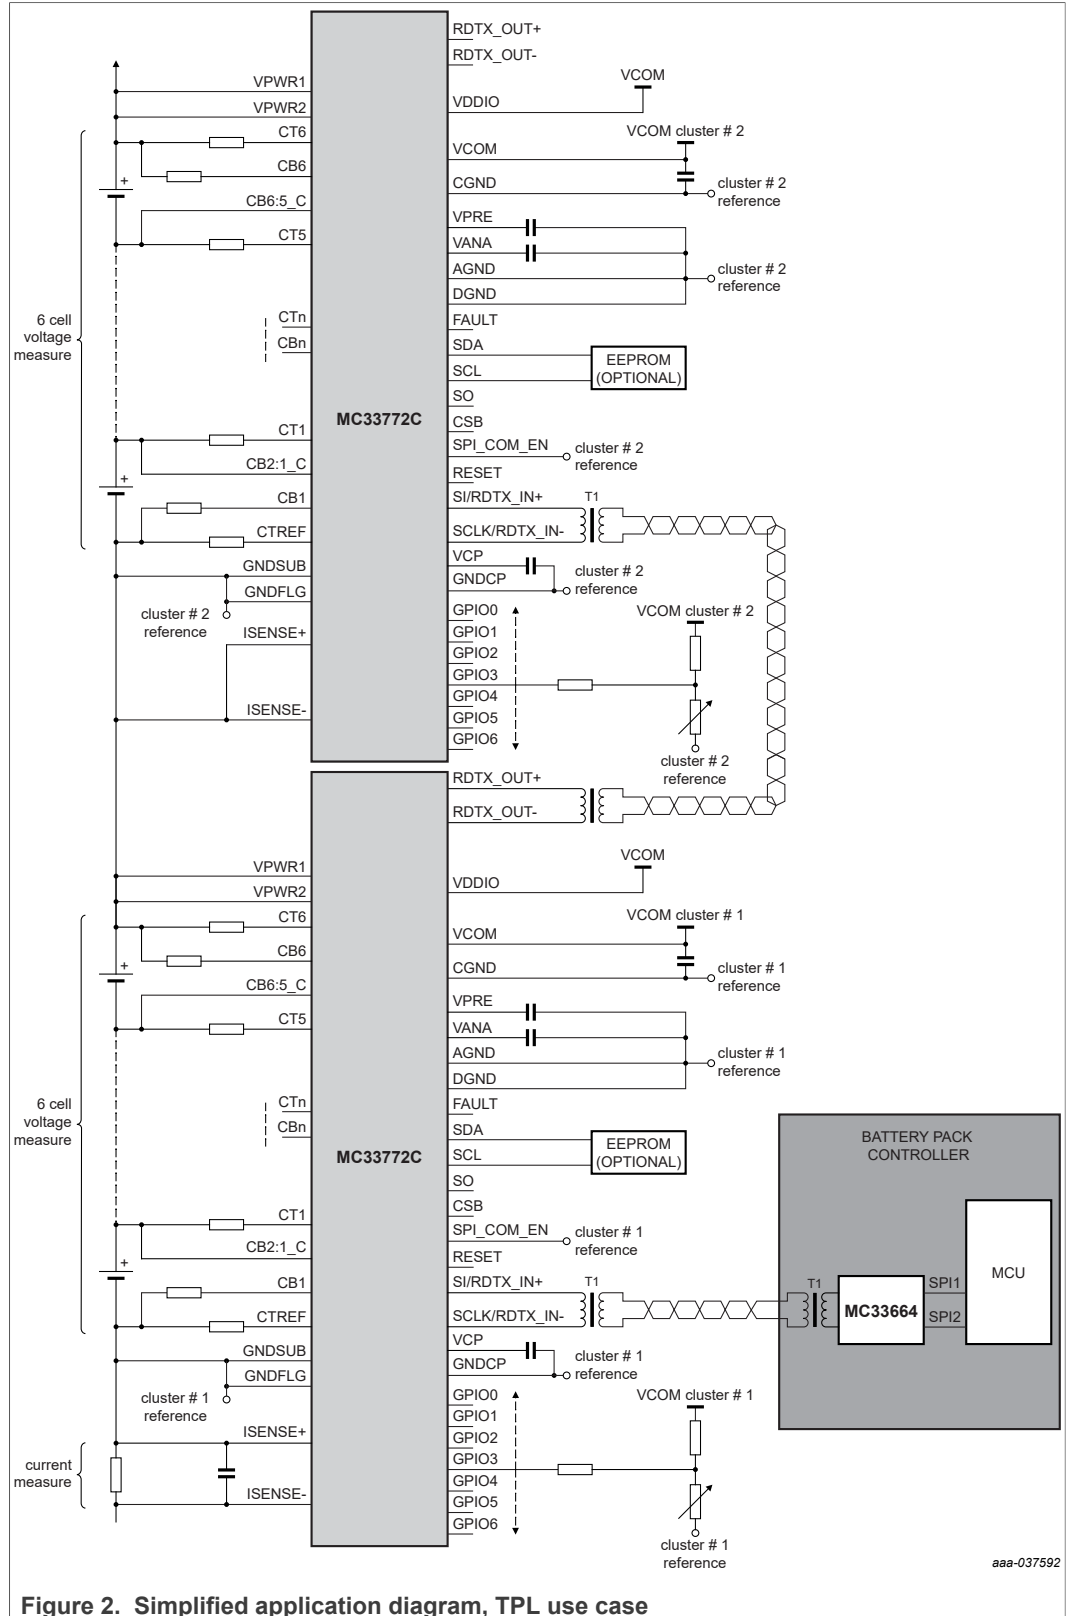 RDTX_OUT+
RDTX_OUT-
VCOM
VPWR1
VDDIO
VPWR2
CT6
VCOM cluster # 2
VCOM
CB6
CGND
cluster # 2
reference
CB6:5_C
VPRE
CT5
VANA
AGND
cluster # 2
reference
DGND
6 cell
voltage
measure
CTn
CBn
FAULT
SDA
SCL
EEPROM
(OPTIONAL)
SO
MC33772C
CSB
CT1
SPI_COM_EN
cluster # 2
reference
CB2:1_C
RESET
CB1
SI/RDTX_IN+
T1
CTREF
SCLK/RDTX_IN-
VCP
GNDSUB
GNDCP
cluster # 2
reference
GNDFLG
cluster # 2
reference
GPIO0
VCOM cluster # 2
ISENSE+
GPIO1
GPIO2
GPIO3
GPIO4
ISENSE-
GPIO5
GPIO6
cluster # 2
reference
RDTX_OUT+
RDTX_OUT-
VCOM
VPWR1
VDDIO
VPWR2
CT6
VCOM cluster # 1
VCOM
CB6
CGND
cluster # 1
reference
CB6:5_C
VPRE
CT5
VANA
AGND
cluster # 1
reference
DGND
6 cell
voltage
measure
CTn
CBn
FAULT
SDA
SCL
EEPROM
(OPTIONAL)
BATTERY PACK
CONTROLLER
SO
MC33772C
CSB
CT1
SPI_COM_EN
cluster # 1
reference
CB2:1_C
RESET
CB1
SI/RDTX_IN+
T1
T1
MC33664
SPI1
SPI2
MCU
CTREF
SCLK/RDTX_IN-
VCP
GNDSUB
GNDCP
cluster # 1
reference
GNDFLG
cluster # 1
reference
GPIO0
VCOM cluster # 1
GPIO1
ISENSE+
GPIO2
current
measure
GPIO3
GPIO4
ISENSE-
GPIO5
GPIO6
cluster # 1
reference
aaa-037592
Figure 2. Simplified application diagram, TPL use case